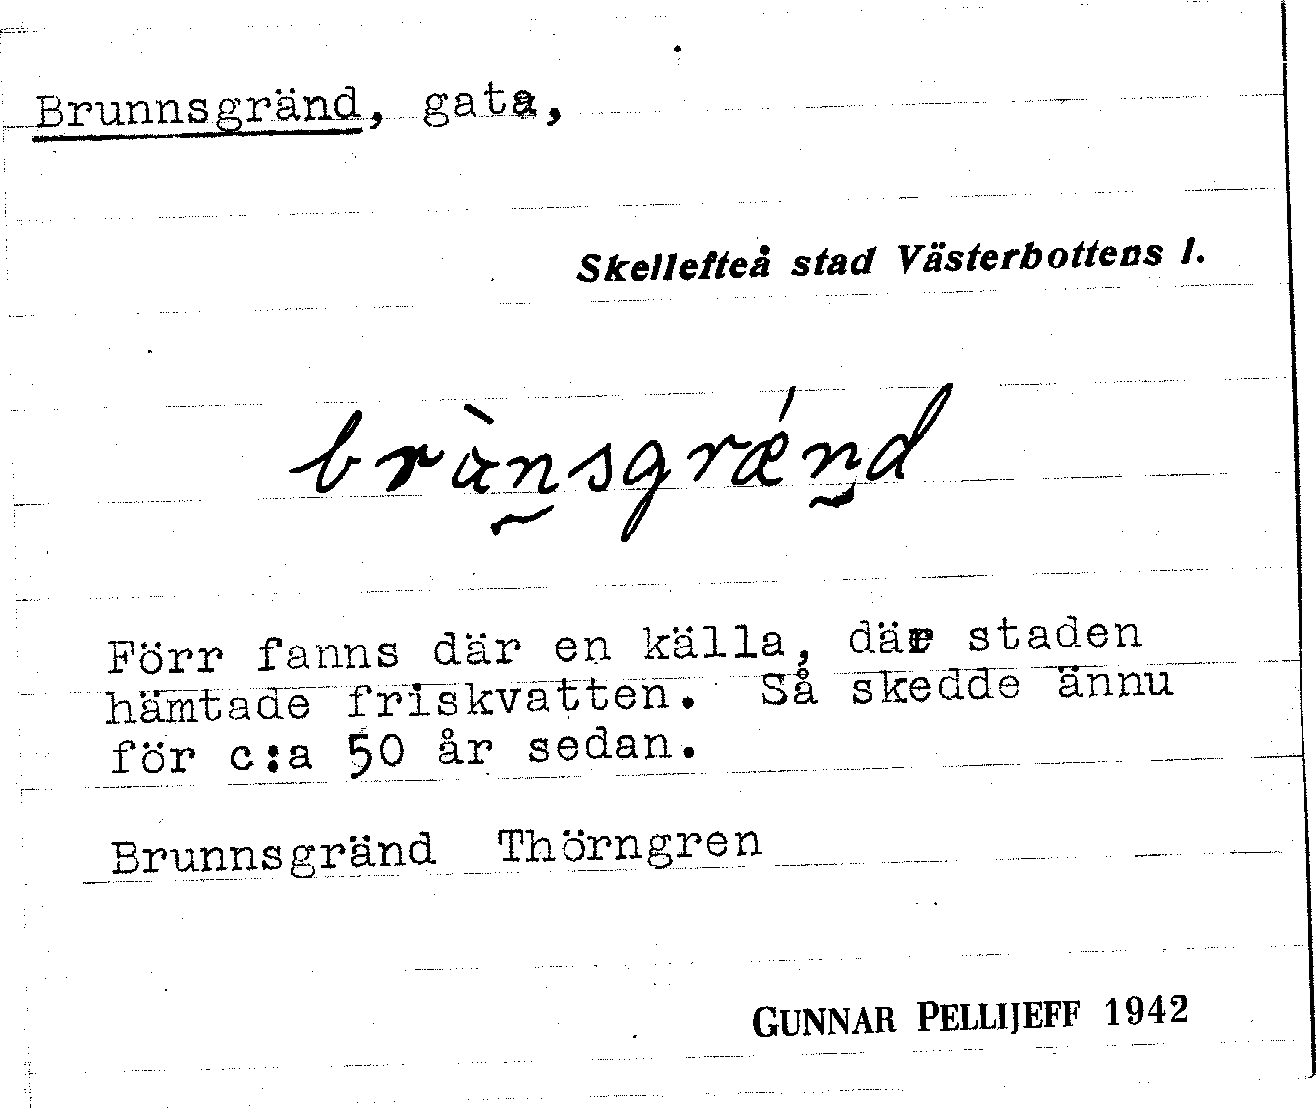 Brunnsgränd, gata,
Skellefteå stad Västerbottens l.
Förr fanns där en källa, där staden
hämtade friskvatten. Så skedde ännu
för c:a 50 år sedan.
Brunnsgränd Thörngren
GUNNAR PELLIJEFF 1942